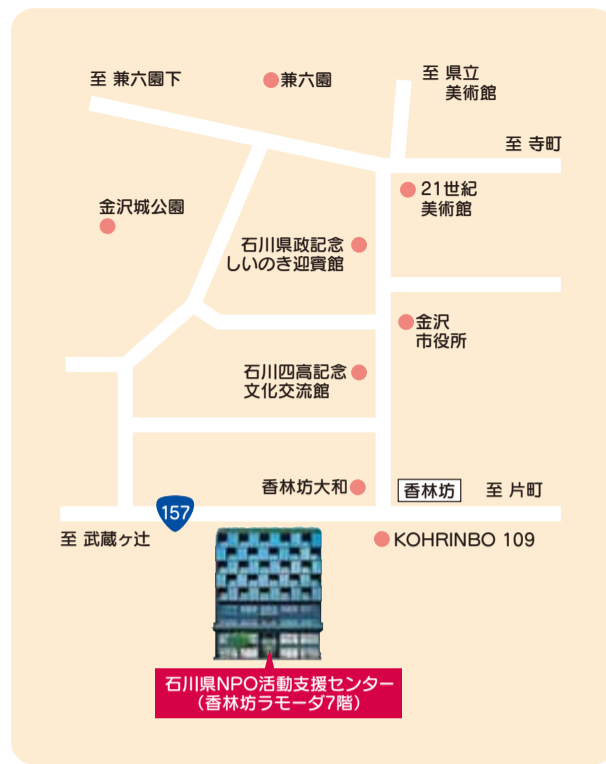 至 兼六園下
兼六園
至 県立
美術館
至 寺町
金沢城公園
21世紀
美術館
石川県政記念
しいのき迎賓館
金沢
市役所
石川四高記念
文化交流館
香林坊大和
香林坊
至 片町
157
至 武蔵ヶ辻
KOHRINBO 109
石川県NPO活動支援センター
（香林坊ラモーダ7階）